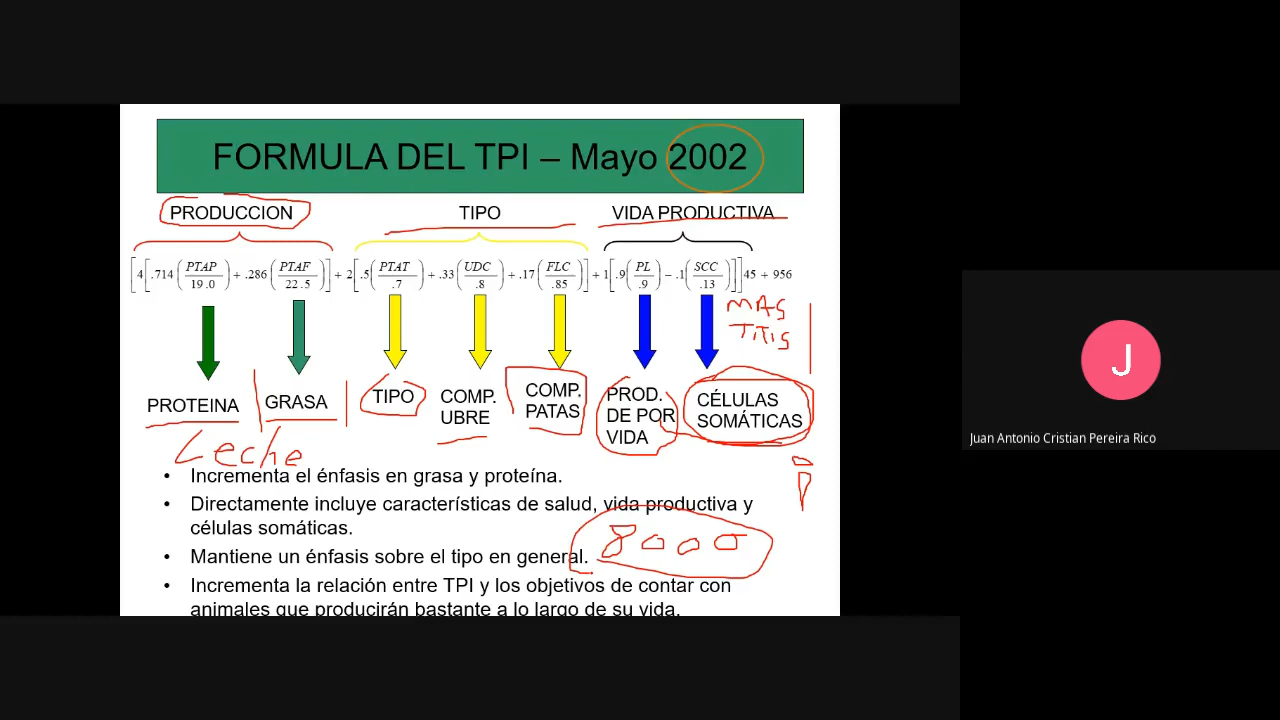 FORMULA DEL TPI – Mayo 2002
PRODUCCION TIPO VIDA PRODUCTIVA
[4[.714(PTAP/19.0)+.286(PTAF/22.5)]+2[.5(PTAT/.7)+.33(UDC/.8)+.17(FLC/.85)]+1[.9(PL/.9)−.1(SCC/.13)]]45+956
MAS
TITIS
PROTEINA GRASA TIPO COMP. UBRE COMP. PATAS PROD. DE POR VIDA CÉLULAS SOMÁTICAS
Leche
• Incrementa el énfasis en grasa y proteína.
• Directamente incluye características de salud, vida productiva y
células somáticas.
8000
• Mantiene un énfasis sobre el tipo en general.
• Incrementa la relación entre TPI y los objetivos de contar con
animales que producirán bastante a lo largo de su vida.
J
Juan Antonio Cristian Pereira Rico